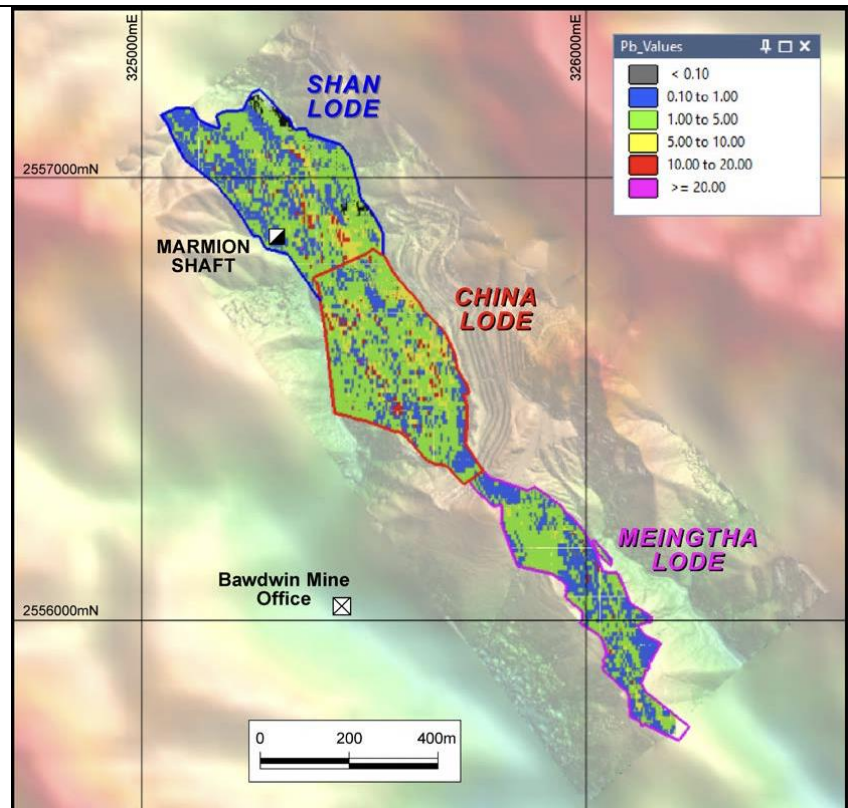 325000mE
326000mE
Pb_Values
< 0.10
0.10 to 1.00
1.00 to 5.00
5.00 to 10.00
10.00 to 20.00
>= 20.00
SHAN
LODE
2557000mN
MARMION
SHAFT
CHINA
LODE
MEINGTHA
LODE
Bawdwin Mine
Office
2556000mN
0 200 400m